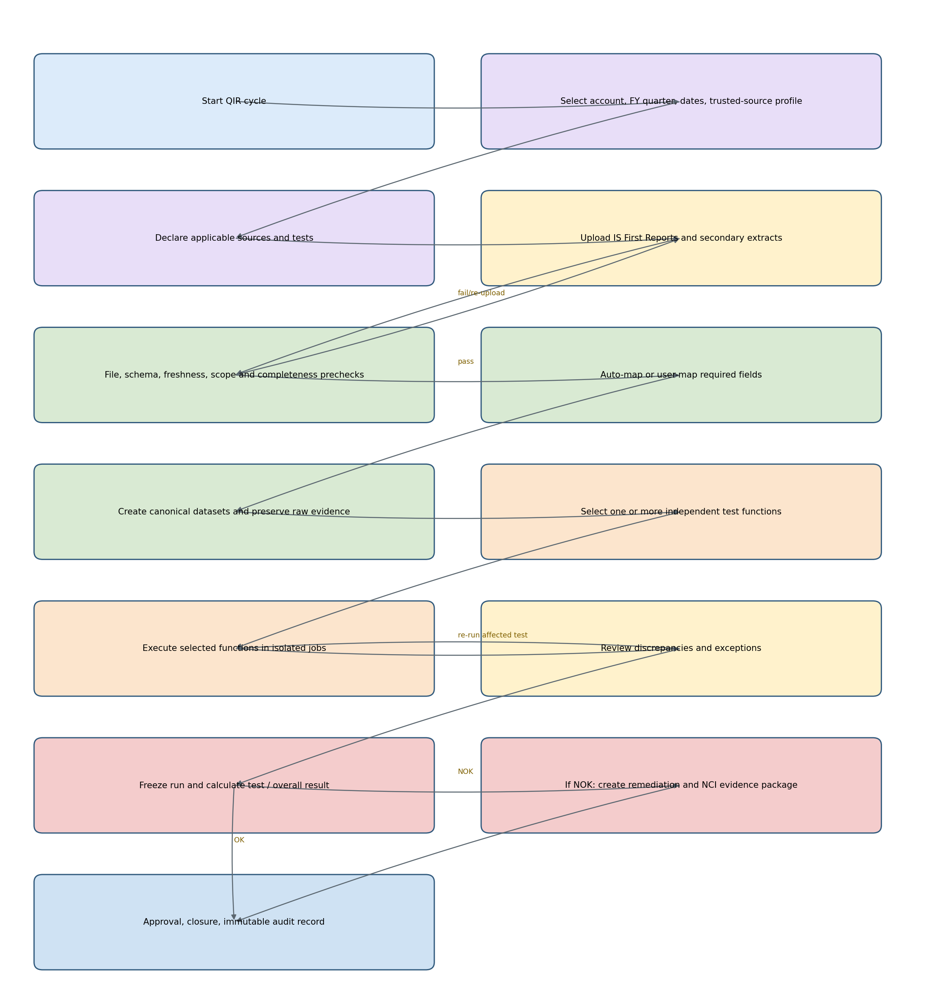 Start QIR cycle
Select account, FY quarter, dates, trusted-source profile
Declare applicable sources and tests
Upload IS First Reports and secondary extracts
fail/re-upload
File, schema, freshness, scope and completeness prechecks
pass
Auto-map or user-map required fields
Create canonical datasets and preserve raw evidence
Select one or more independent test functions
Execute selected functions in isolated jobs
re-run affected test
Review discrepancies and exceptions
Freeze run and calculate test / overall result
NOK
If NOK: create remediation and NCI evidence package
OK
Approval, closure, immutable audit record